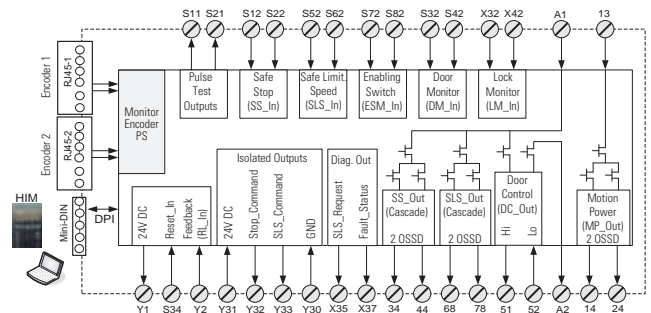 S11 S21 S12 S22 S52 S62 S72 S82 S32 S42 X32 X42 A1 13
Encoder 1
RJ45-1
Encoder 2
RJ45-2
HIM
Mini-DIN
DPI
Monitor
Encoder
PS
Pulse
Test
Outputs
Safe
Stop
(SS_In)
Safe Limit.
Speed
(SLS_In)
Enabling
Switch
(ESM_In)
Door
Monitor
(DM_In)
Lock
Monitor
(LM_In)
24V DC
Reset_In
Feedback
(RL_In)
Isolated Outputs
24V DC
Stop_Command
SLS_Command
GND
Diag. Out
SLS_Request
Fault_Status
SS_Out
(Cascade)
2 OSSD
SLS_Out
(Cascade)
2 OSSD
Door
Control
(DC_Out)
Hi
Lo
Motion
Power
(MP_Out)
2 OSSD
Y1 S34 Y2 Y31 Y32 Y33 Y30 X35 X37 34 44 68 78 51 52 A2 14 24